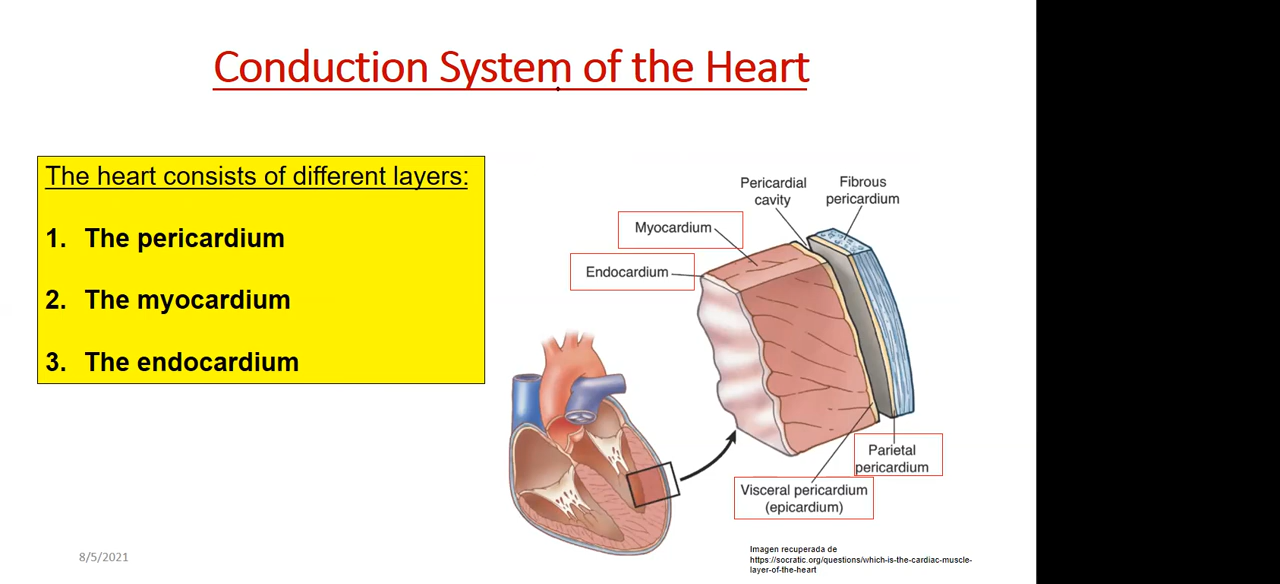 Conduction System of the Heart
The heart consists of different layers:
1. The pericardium
2. The myocardium
3. The endocardium
Pericardial
cavity
Fibrous
pericardium
Myocardium
Endocardium
Parietal
pericardium
Visceral pericardium
(epicardium)
8/5/2021
Imagen recuperada de
https://socratic.org/questions/which-is-the-cardiac-muscle-
layer-of-the-heart